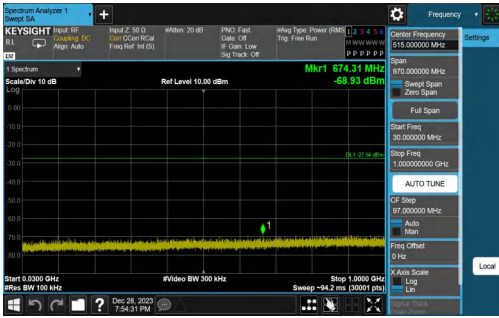 Spectrum Analyzer 1
Swept SA
Frequency
KEYSIGHT
RL
Input: RF
Coupling: DC
Align: Auto
Input Z: 50 Ω
Corr CCorr RCal
Freq Ref: Int (S)
#Atten: 20 dB
PNO: Fast
Gate: Off
IF Gain: Low
Sig Track: Off
#Avg Type: Power (RMS
Trig: Free Run
1 2 3 4 5 6
M W W W W W
P P P P P P
Center Frequency
515.000000 MHz
Settings
1 Spectrum
Scale/Div 10 dB
Log
Ref Level 10.00 dBm
Mkr1 674.31 MHz
-68.93 dBm
0.00
-10.0
-20.0
-30.0
-40.0
-50.0
-60.0
-70.0
-80.0
DL1 -27.54 dBm
1
Start 0.0300 GHz
#Res BW 100 kHz
#Video BW 300 kHz
Stop 1.0000 GHz
Sweep ~94.2 ms (30001 pts)
Span
970.000000 MHz
Swept Span
Zero Span
Full Span
Start Freq
30.000000 MHz
Stop Freq
1.000000000 GHz
AUTO TUNE
CF Step
97.000000 MHz
Auto
Man
Freq Offset
0 Hz
X Axis Scale
Log
Lin
Signal Track
Local
?
Dec 28, 2023
7:54:31 PM